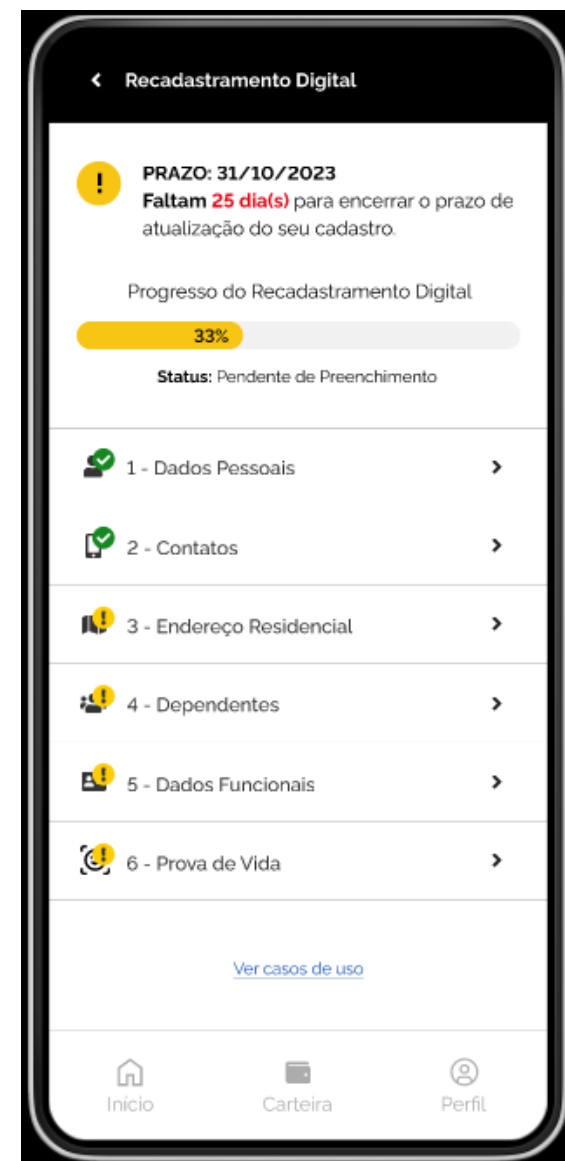 Recadastramento Digital
PRAZO: 31/10/2023
Faltam 25 dia(s) para encerrar o prazo de
atualização do seu cadastro.
Progresso do Recadastramento Digital
33%
Status: Pendente de Preenchimento
1 - Dados Pessoais
2 - Contatos
3 - Endereço Residencial
4 - Dependentes
5 - Dados Funcionais
6 - Prova de Vida
Ver casos de uso
Início Carteira Perfil